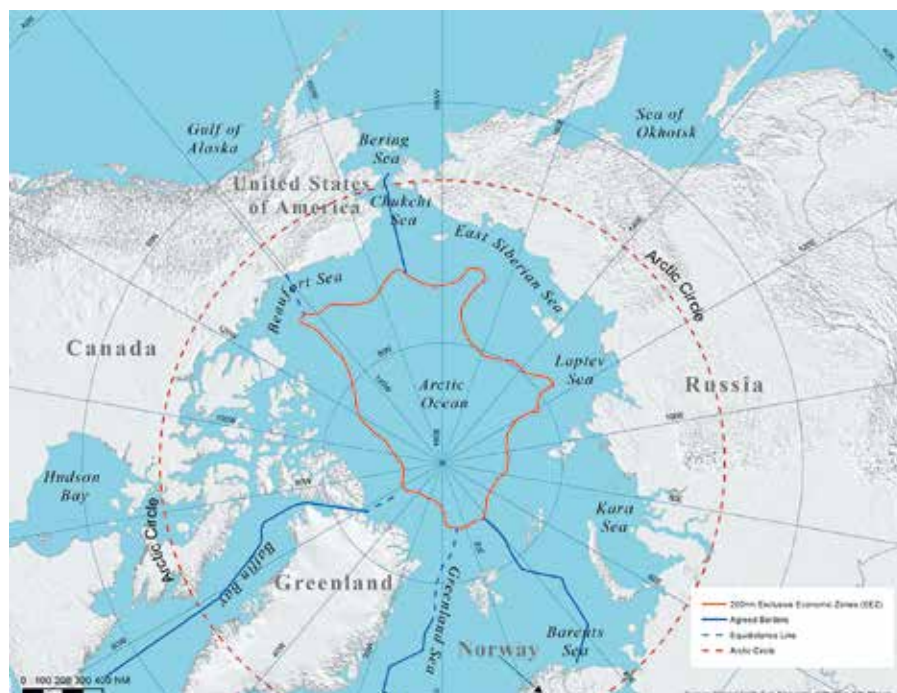 Gulf of
Alaska
Bering
Sea
Sea of
Okhotsk
United States
of America
Chukchi
Sea
East Siberian Sea
Arctic Circle
Beaufort Sea
Canada
Laptev
Sea
Russia
Arctic
Ocean
Hudson
Bay
Kara
Sea
Arctic Circle
Baffin Bay
Greenland
Greenland Sea
Norway
Barents
Sea
200nm Exclusive Economic Zones (EEZ)
Agreed Borders
Equidistance Line
Arctic Circle
0 100 200 300 400 NM